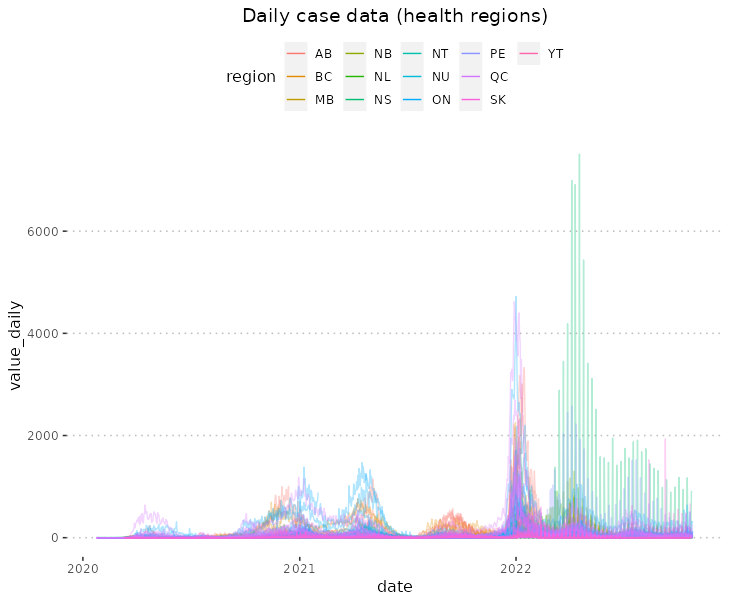 Daily case data (health regions)
region
AB NB NT PE YT
BC NL NU QC
MB NS ON SK
value_daily
6000
4000
2000
0
2020 2021 2022
date